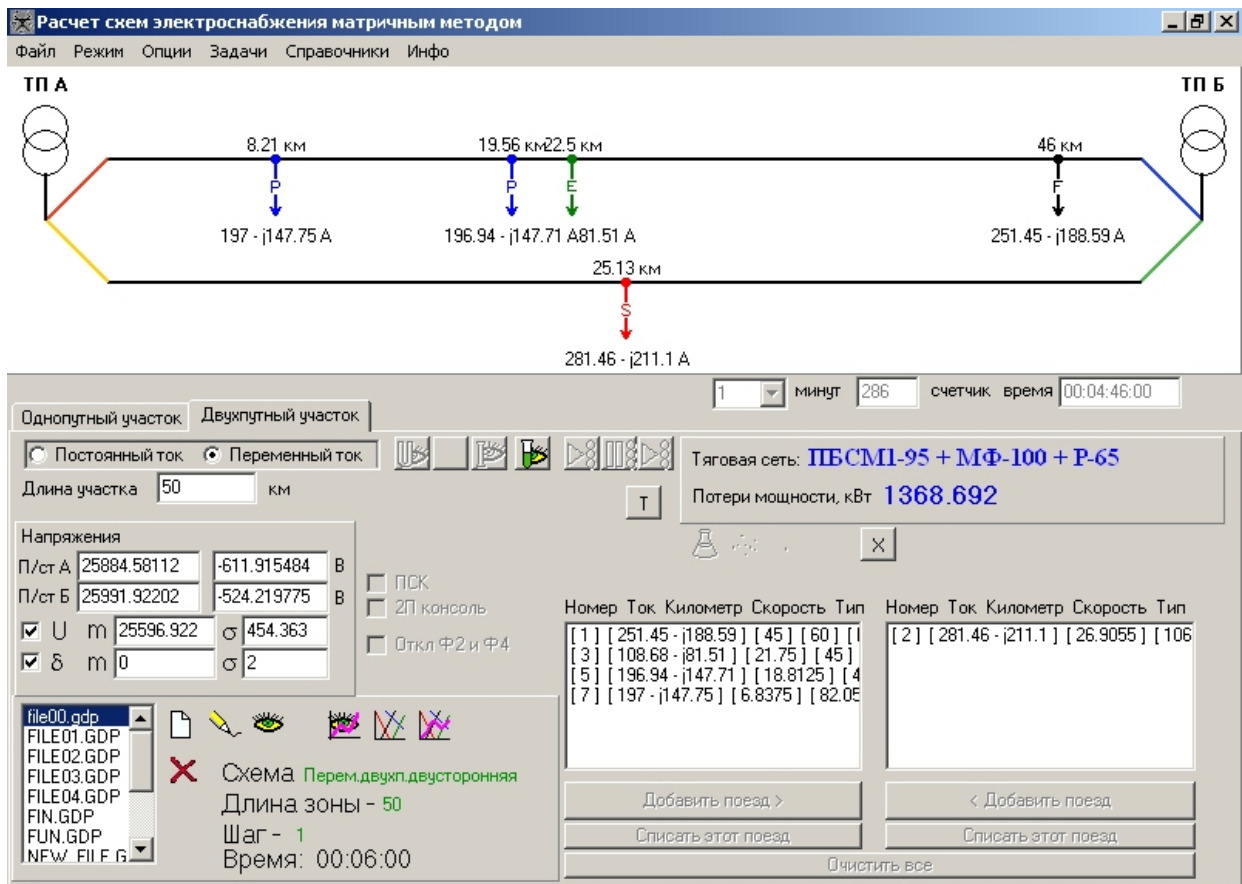 Расчет схем электроснабжения матричным методом
Файл Режим Опции Задачи Справочники Инфо
ТП А ТП Б
8.21 км 19.56 км 22.5 км 46 км
P P E F
197 - j147.75 A 196.94 - j147.71 A 81.51 A 251.45 - j188.59 A
25.13 км
S
281.46 - j211.1 A
1 минут 286 счетчик время 00:04:46:00
Однопутный участок Двухпутный участок
Постоянный ток Переменный ток
Тяговая сеть: ПБСМ1-95 + МФ-100 + Р-65
Длина участка 50 км
T
Потери мощности, кВт 1368.692
X
Напряжения
П/ст А 25884.58112 -611.915484 В
П/ст Б 25991.92202 -524.219775 В
U m 25596.922 σ 454.363
δ m 0 σ 2
ПСК
2П консоль
Откл Ф2 и Ф4
Номер Ток Километр Скорость Тип
[ 1 ] [ 251.45 - j188.59 ] [ 45 ] [ 60 ] [
[ 3 ] [ 108.68 - j81.51 ] [ 21.75 ] [ 45 ]
[ 5 ] [ 196.94 - j147.71 ] [ 18.8125 ] [ 4
[ 7 ] [ 197 - j147.75 ] [ 6.8375 ] [ 82.05
Номер Ток Километр Скорость Тип
[ 2 ] [ 281.46 - j211.1 ] [ 26.9055 ] [ 106
file00.gdp
FILE01.GDP
FILE02.GDP
FILE03.GDP
FILE04.GDP
FIN.GDP
FUN.GDP
NEW_FILE.G
Схема Перем.двухп.двусторонняя
Длина зоны - 50
Шаг - 1
Время: 00:06:00
Добавить поезд > < Добавить поезд
Списать этот поезд Списать этот поезд
Очистить все